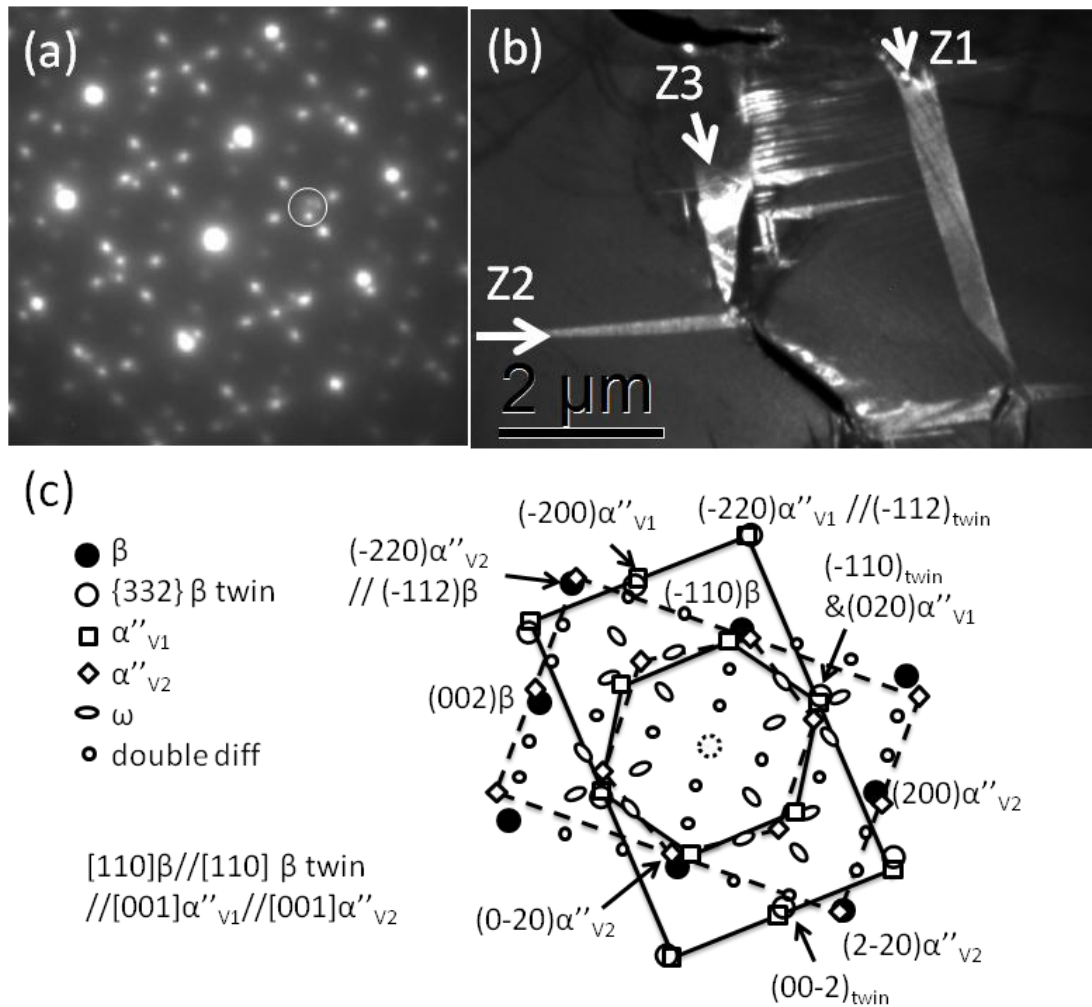 (a)
(b)
Z1
Z3
Z2
2 µm
(c)
β
{332} β twin
α''V1
α''V2
ω
double diff
[110]β//[110] β twin
//[001]α''V1//[001]α''V2
(-200)α''V1
(-220)α''V1 //(-112)twin
(-220)α''V2
// (-112)β
(-110)β
(-110)twin
&(020)α''V1
(002)β
(200)α''V2
(0-20)α''V2
(2-20)α''V2
(00-2)twin